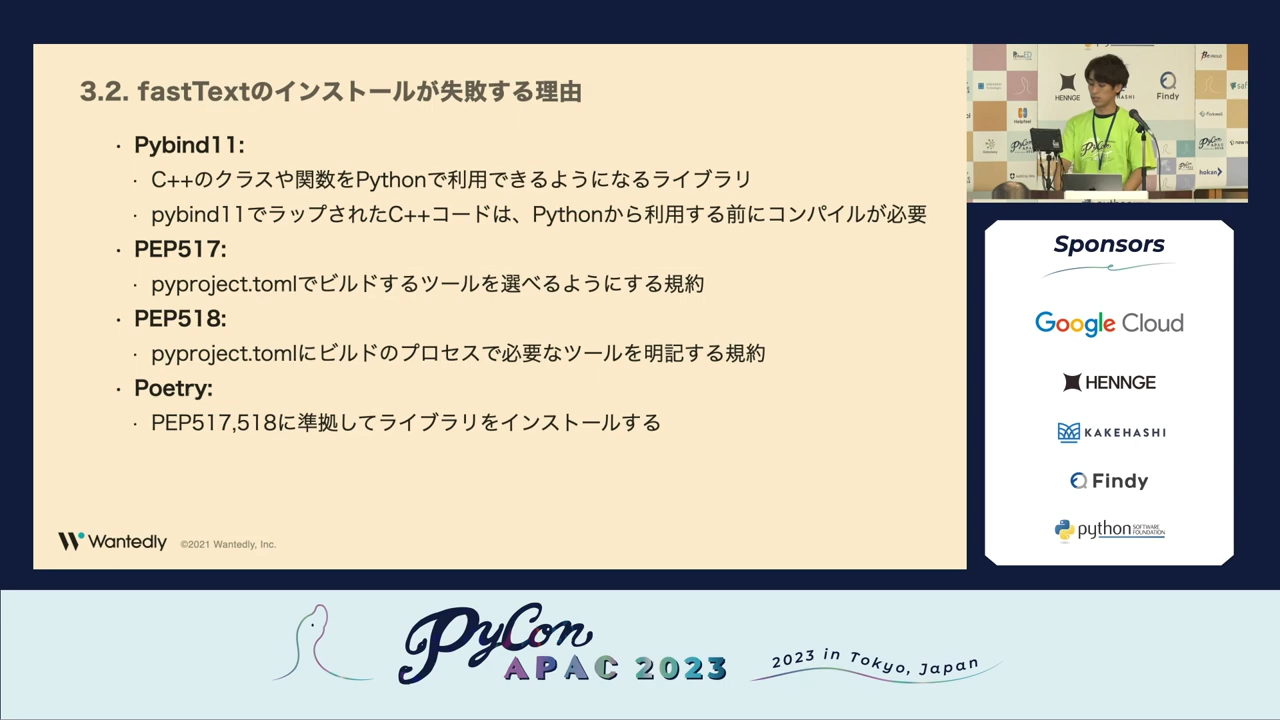 3.2. fastTextのインストールが失敗する理由
· Pybind11:
· C++のクラスや関数をPythonで利用できるようになるライブラリ
· pybind11でラップされたC++コードは、Pythonから利用する前にコンパイルが必要
· PEP517:
· pyproject.tomlでビルドするツールを選べるようにする規約
· PEP518:
· pyproject.tomlにビルドのプロセスで必要なツールを明記する規約
· Poetry:
· PEP517,518に準拠してライブラリをインストールする
Wantedly ©2021 Wantedly, Inc.
HENNGE
Findy
hokan
Sponsors
Google Cloud
HENNGE
KAKEHASHI
Findy
python SOFTWARE FOUNDATION
PyCon
APAC 2023
2023 in Tokyo, Japan